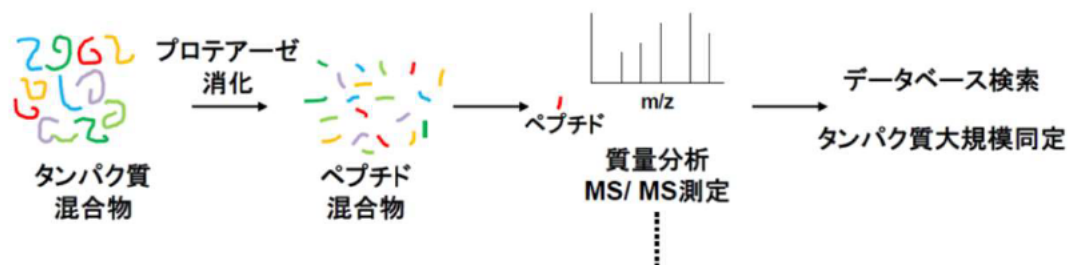 プロテアーゼ
消化
タンパク質
混合物
ペプチド
混合物
ペプチド
m/z
質量分析
MS/ MS測定
データベース検索
タンパク質大規模同定